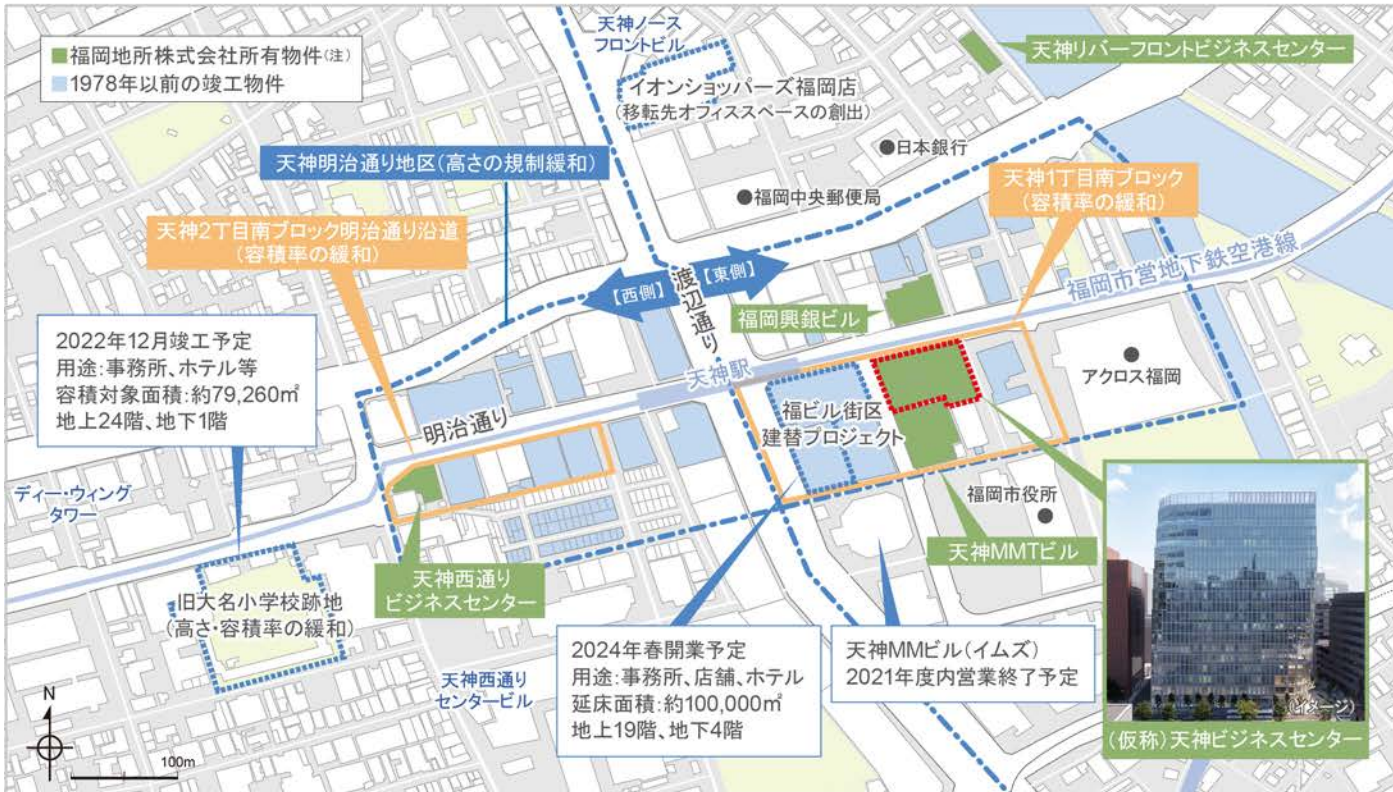 福岡地所株式会社所有物件(注)
1978年以前の竣工物件
天神ノース
フロントビル
イオンショッパーズ福岡店
(移転先オフィススペースの創出)
天神リバーフロントビジネスセンター
●日本銀行
●福岡中央郵便局
天神明治通り地区(高さの規制緩和)
天神1丁目南ブロック
(容積率の緩和)
天神2丁目南ブロック明治通り沿道
(容積率の緩和)
【西側】
【東側】
渡辺通り
福岡市営地下鉄空港線
福岡興銀ビル
天神駅
明治通り
アクロス福岡
福ビル街区
建替プロジェクト
2022年12月竣工予定
用途:事務所、ホテル等
容積対象面積:約79,260㎡
地上24階、地下1階
ディー・ウィング
タワー
福岡市役所
天神MMTビル
天神西通り
ビジネスセンター
旧大名小学校跡地
(高さ・容積率の緩和)
天神西通り
センタービル
2024年春開業予定
用途:事務所、店舗、ホテル
延床面積:約100,000㎡
地上19階、地下4階
天神MMビル(イムズ)
2021年度内営業終了予定
(イメージ)
(仮称)天神ビジネスセンター
N
100m